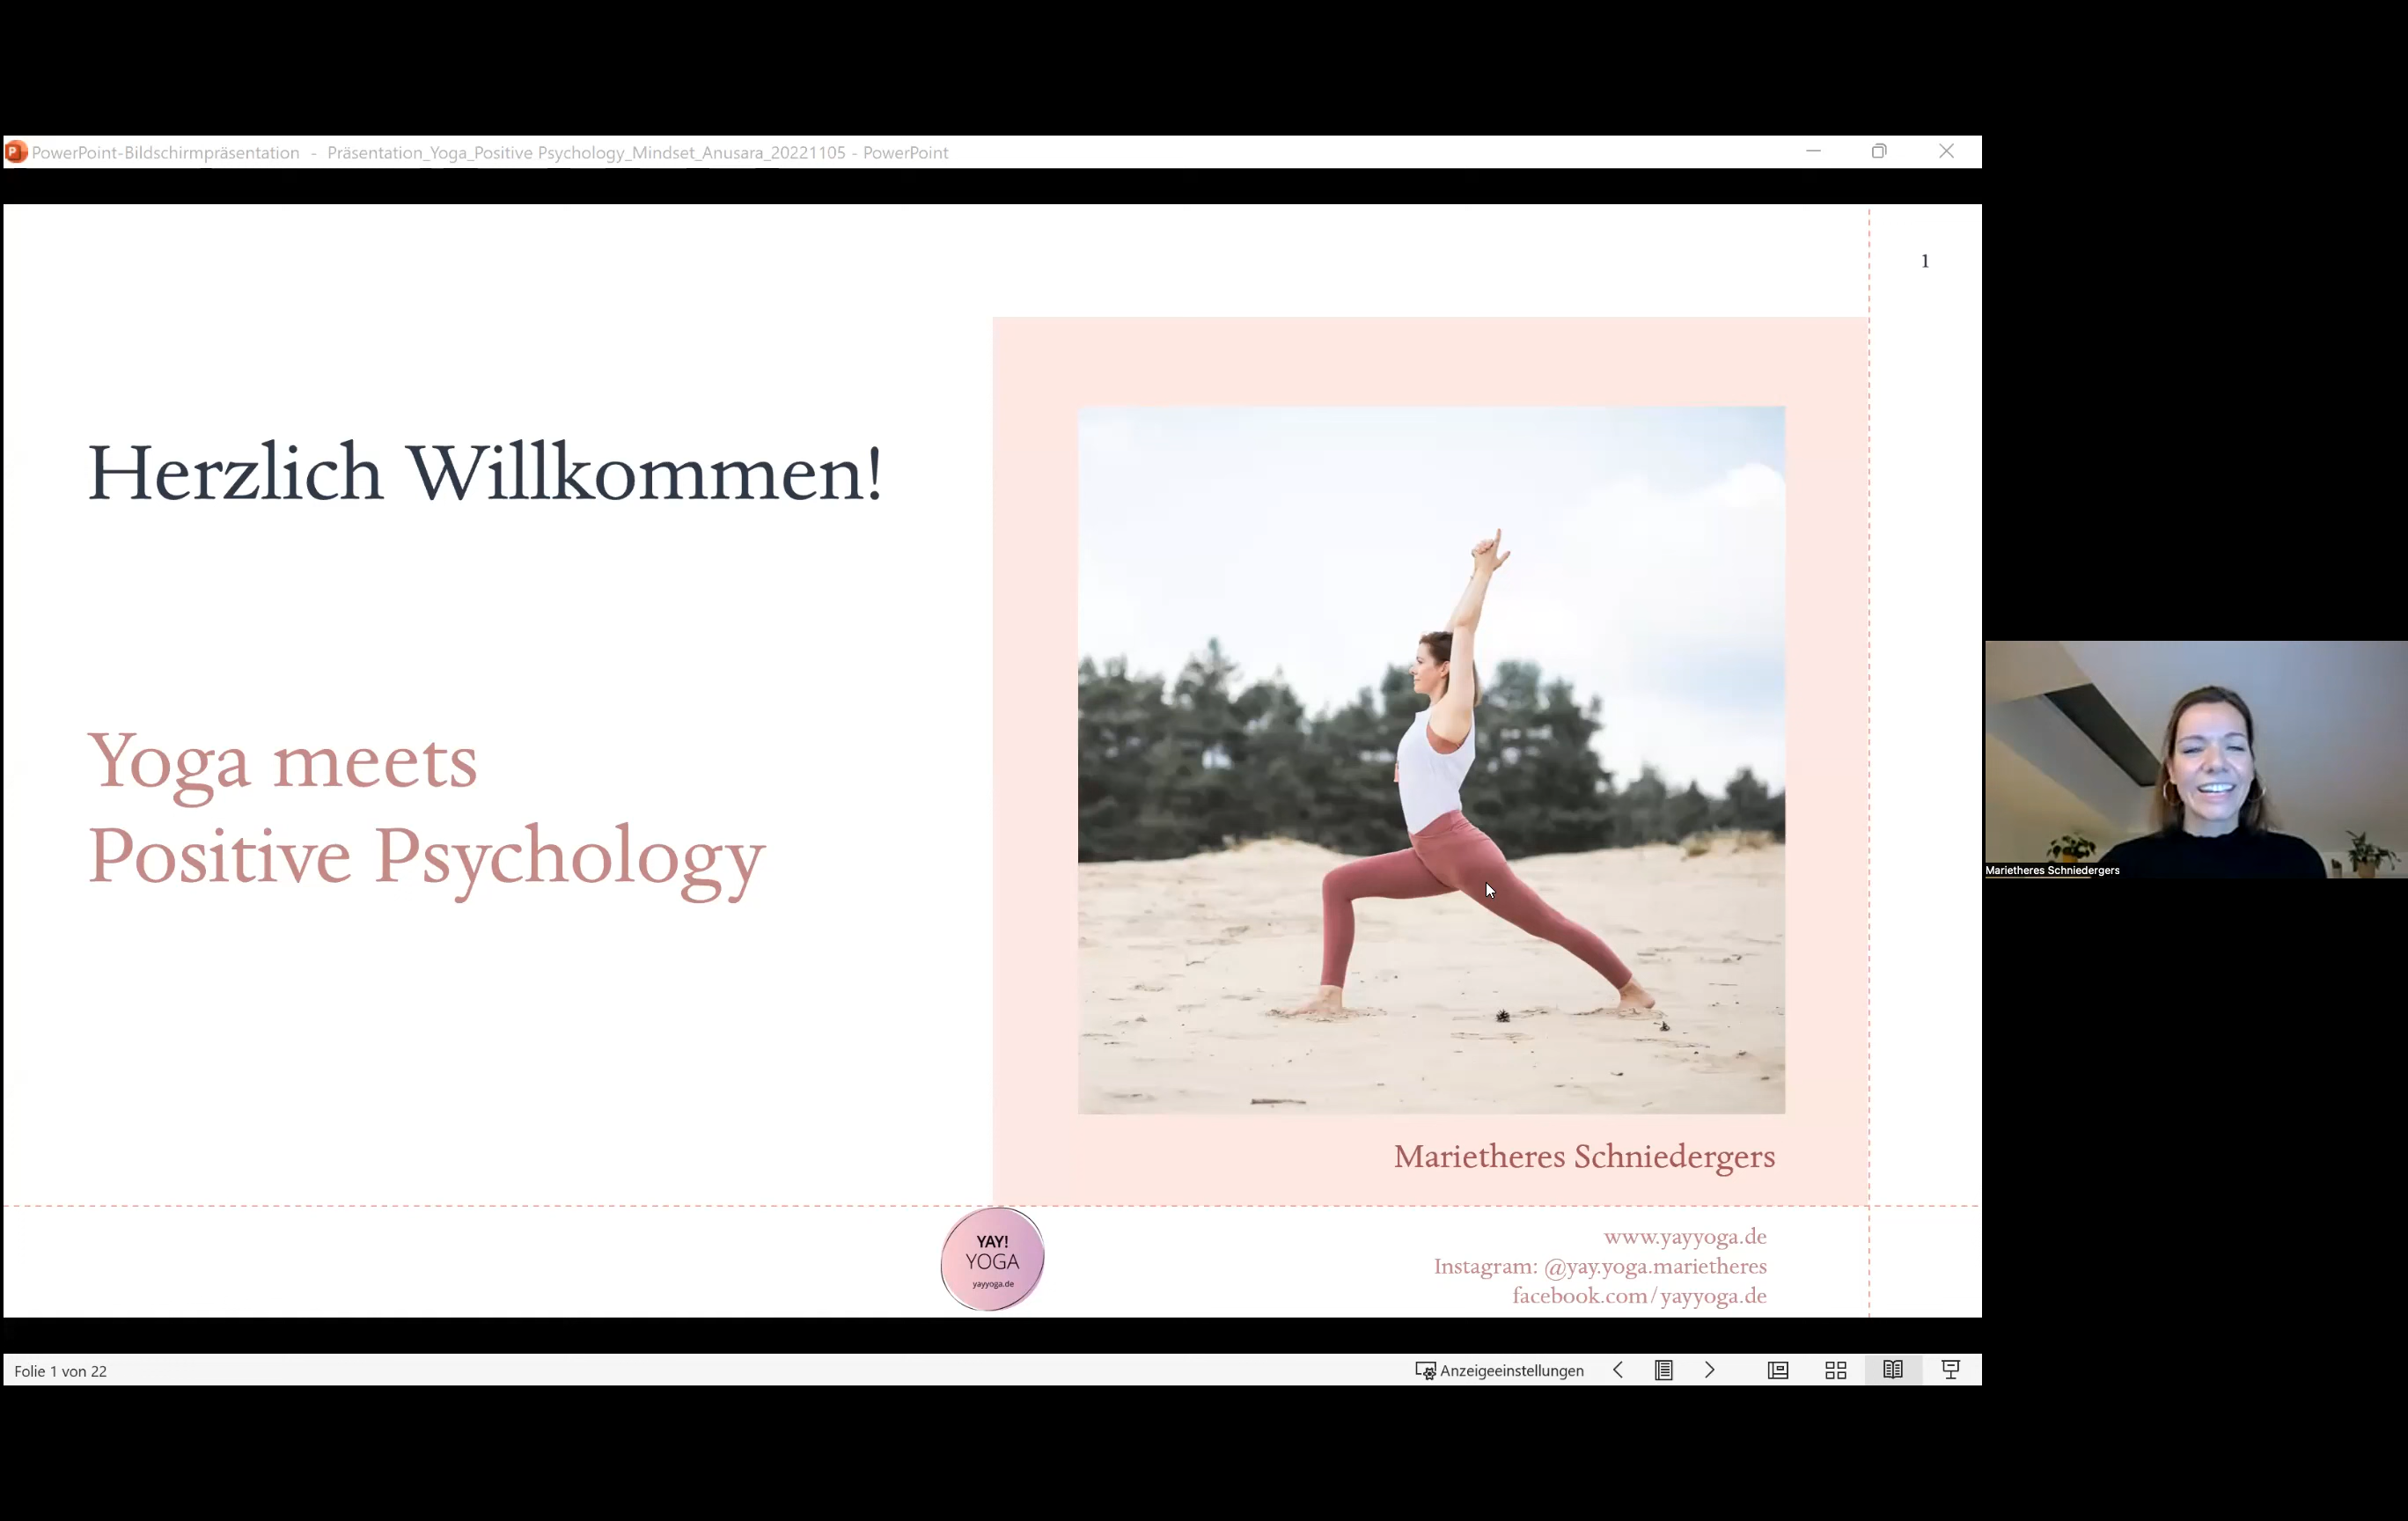 PowerPoint-Bildschirmpräsentation - Präsentation_Yoga_Positive Psychology_Mindset_Anusara_20221105 - PowerPoint
1
Herzlich Willkommen!
Yoga meets
Positive Psychology
Marietheres Schniedergers
YAY!
YOGA
yayyoga.de
www.yayyoga.de
Instagram: @yay.yoga.marietheres
facebook.com/yayyoga.de
Marietheres Schniedergers
Folie 1 von 22
Anzeigeeinstellungen